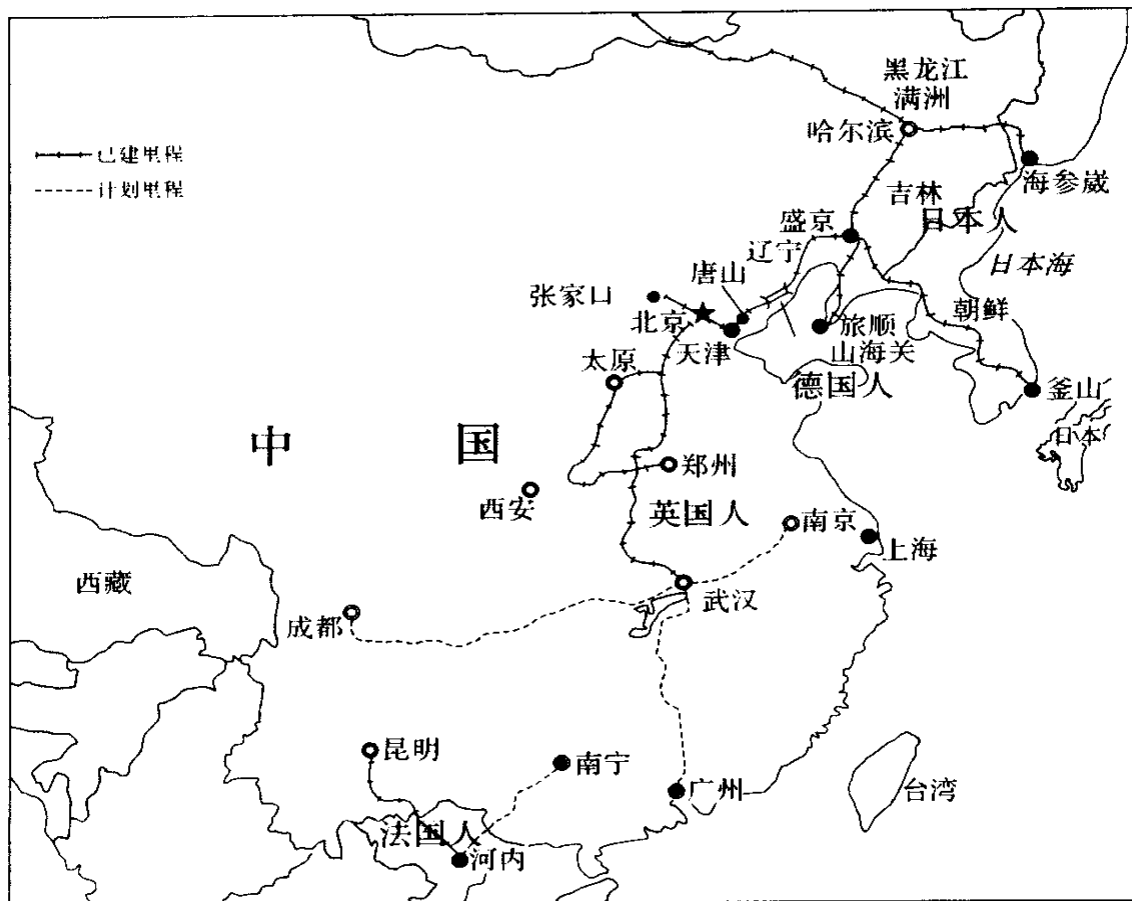 黑龙江
满洲
哈尔滨
已建里程
计划里程
海参崴
吉林
日本人
盛京
辽宁
日本海
唐山
张家口
北京
天津
旅顺
山海关
朝鲜
太原
德国人
釜山
日本
中国
郑州
西安
英国人
南京
上海
西藏
武汉
成都
昆明
南宁
广州
台湾
法国人
河内